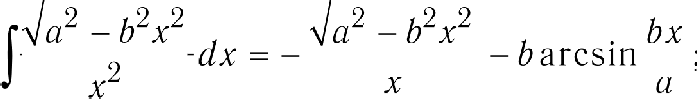 ∫ √(a² − b²x²) / x² dx = − √(a² − b²x²) / x − b arcsin bx / a ;